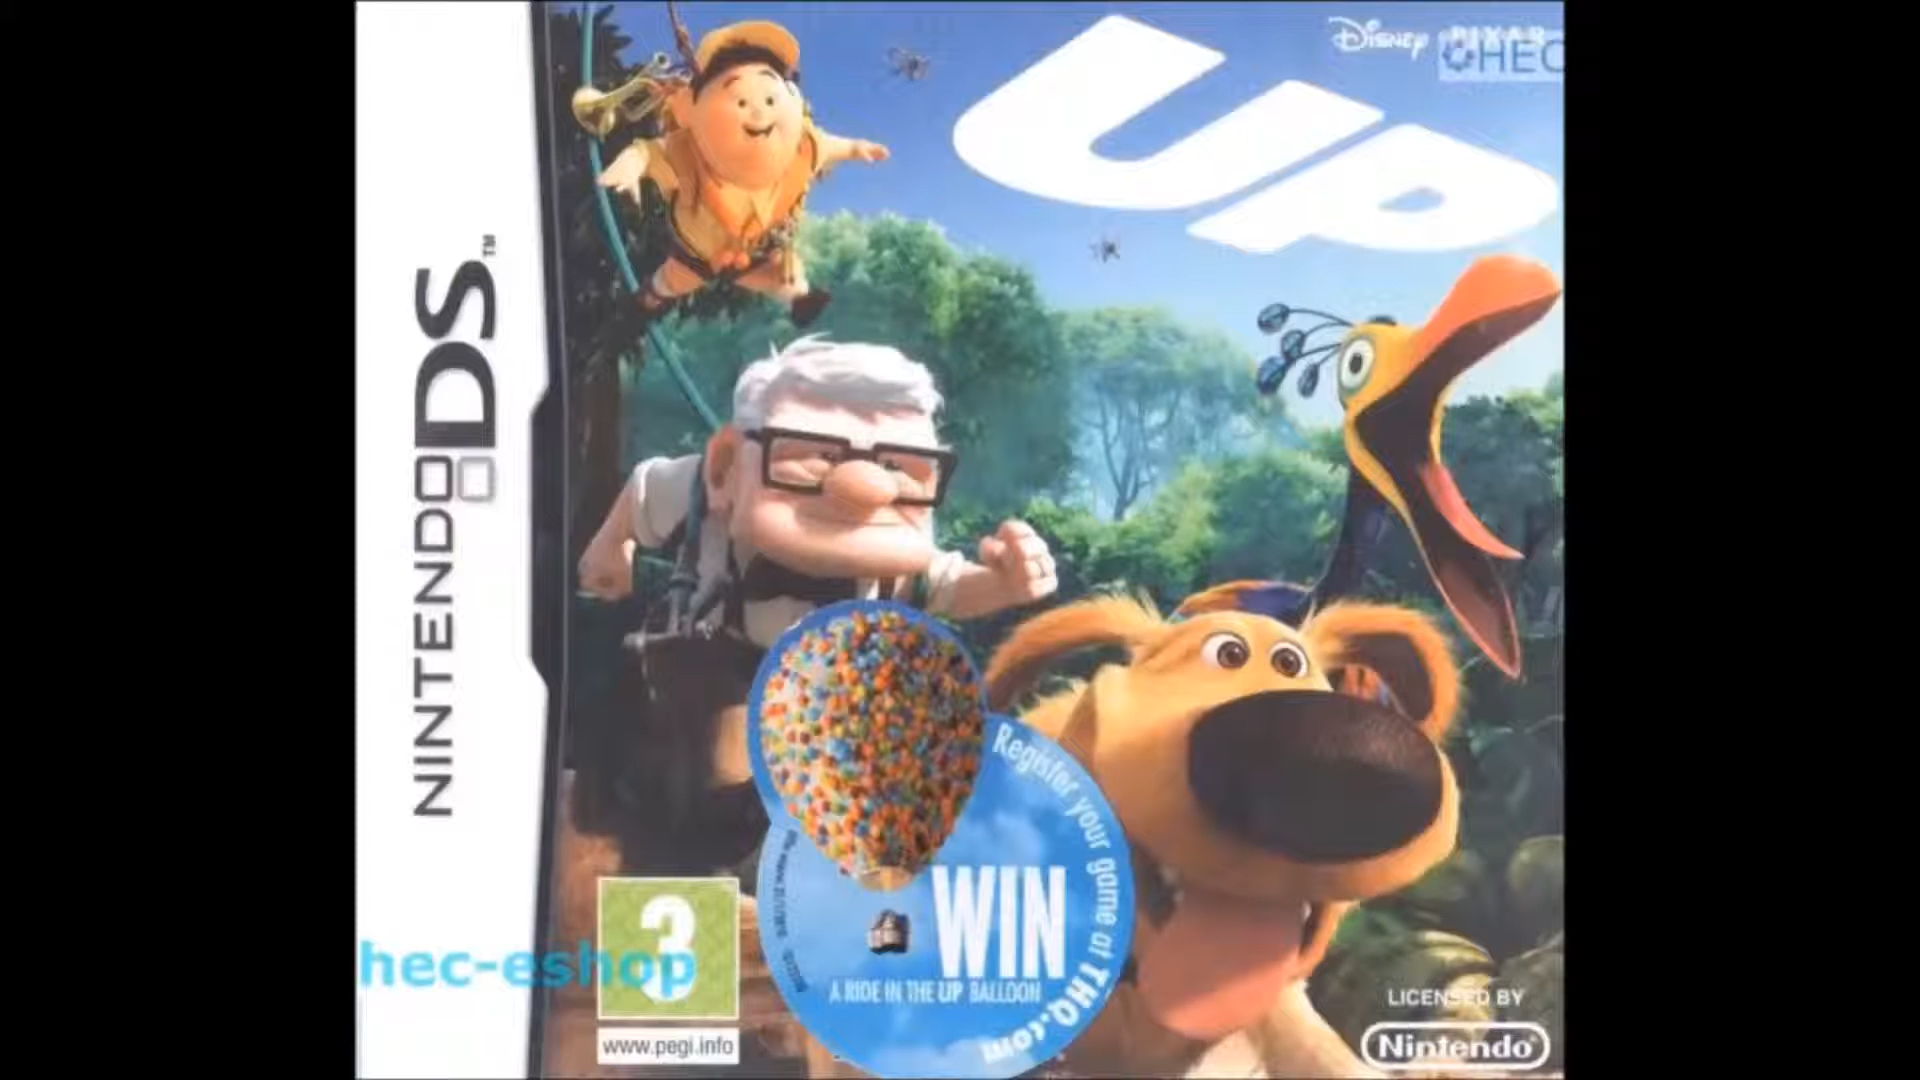 NINTENDO DS™
Disney PIXAR
HEC
UP
Register your game at THQ.com
WIN
A RIDE IN THE UP BALLOON
3
hec-eshop
www.pegi.info
LICENSED BY
Nintendo